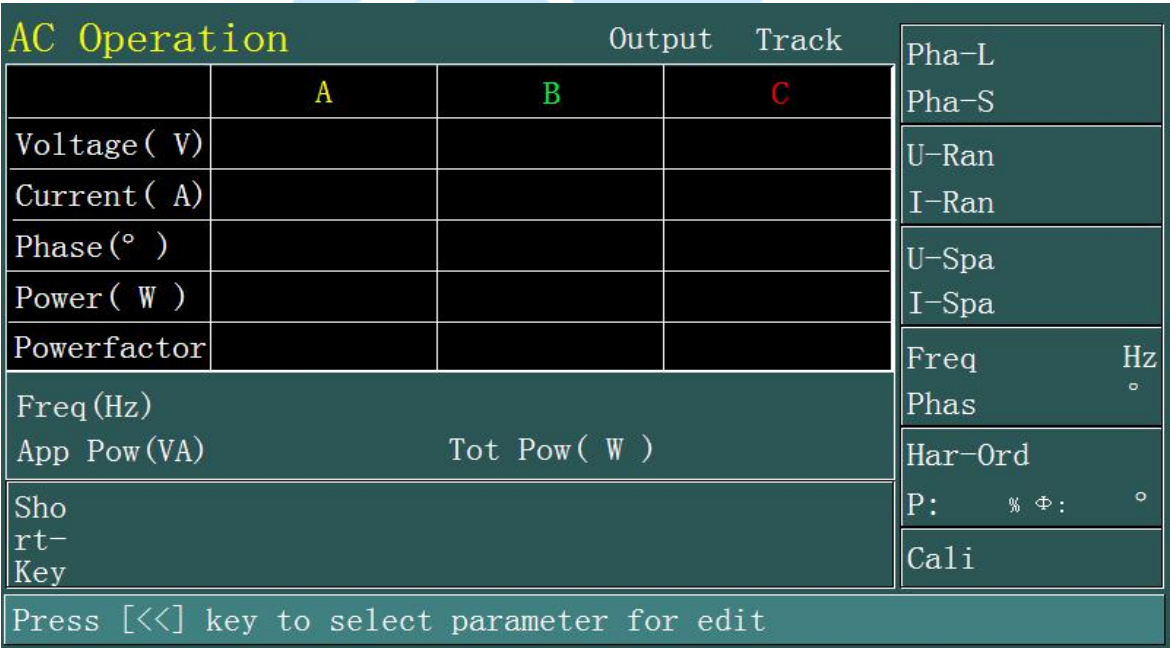 AC Operation Output Track
A B C
Voltage( V)
Current( A)
Phase(° )
Power( W )
Powerfactor
Freq(Hz)
App Pow(VA) Tot Pow( W )
Sho
rt-
Key
Pha-L
Pha-S
U-Ran
I-Ran
U-Spa
I-Spa
Freq Hz
Phas °
Har-Ord
P: % Φ: °
Cali
Press [<<] key to select parameter for edit